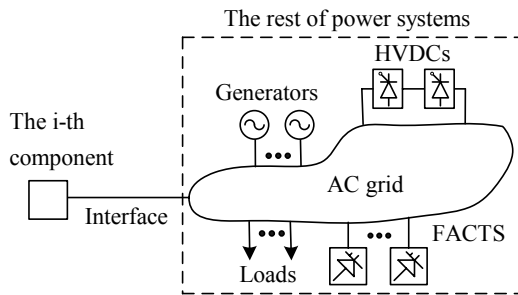 The rest of power systems
HVDCs
Generators
The i-th
component
AC grid
Interface
FACTS
Loads